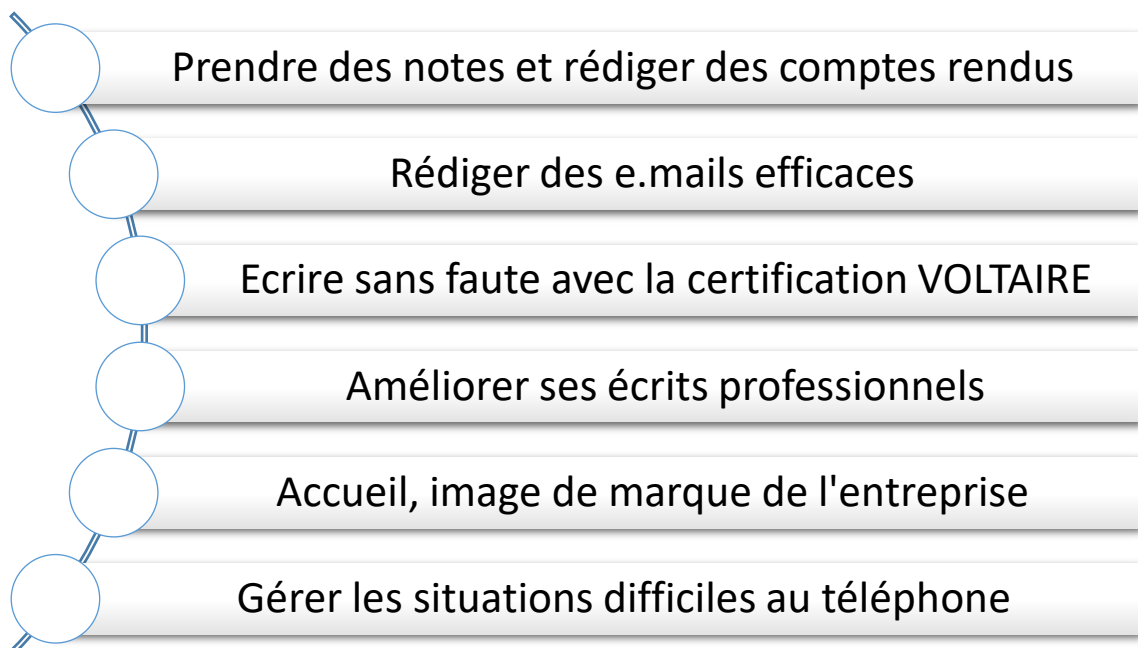 Prendre des notes et rédiger des comptes rendus
Rédiger des e.mails efficaces
Ecrire sans faute avec la certification VOLTAIRE
Améliorer ses écrits professionnels
Accueil, image de marque de l'entreprise
Gérer les situations difficiles au téléphone